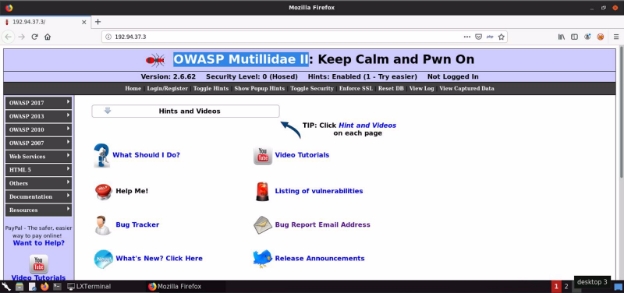 Mozilla Firefox
192.94.37.3/
192.94.37.3
OWASP Mutillidae II: Keep Calm and Pwn On
Version: 2.6.62 Security Level: 0 (Hosed) Hints: Enabled (1 - Try easier) Not Logged In
Home Login/Register Toggle Hints Show Popup Hints Toggle Security Enforce SSL Reset DB View Log View Captured Data
OWASP 2017
OWASP 2013
OWASP 2010
OWASP 2007
Web Services
HTML 5
Others
Documentation
Resources
PayPal - The safer, easier
way to pay online!
Want to Help?
You
Tube
Video Tutorials
Hints and Videos
TIP: Click Hint and Videos
on each page
What Should I Do?
You
Tube
Video Tutorials
Help Me!
Listing of vulnerabilities
Bug Tracker
Bug Report Email Address
What's New? Click Here
Release Announcements
LXTerminal
Mozilla Firefox
1 2
desktop 3